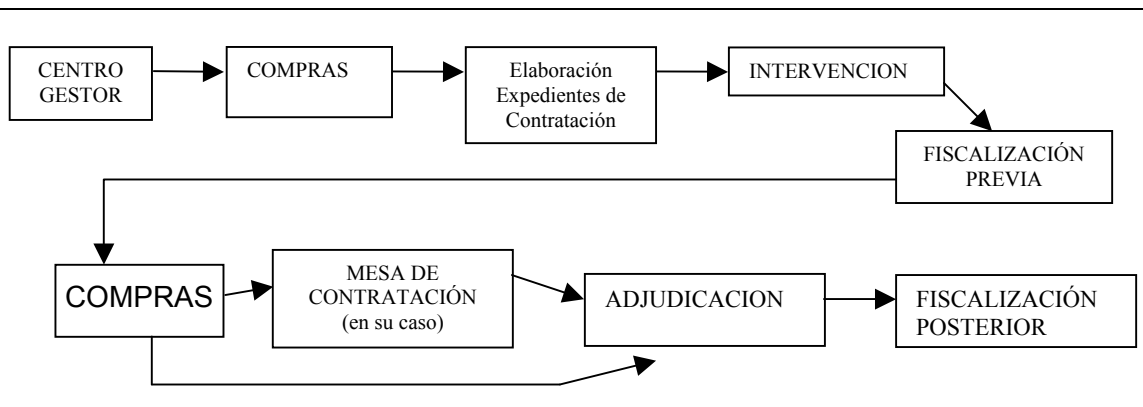 CENTRO
GESTOR
COMPRAS
Elaboración
Expedientes de
Contratación
INTERVENCION
FISCALIZACIÓN
PREVIA
COMPRAS
MESA DE
CONTRATACIÓN
(en su caso)
ADJUDICACION
FISCALIZACIÓN
POSTERIOR